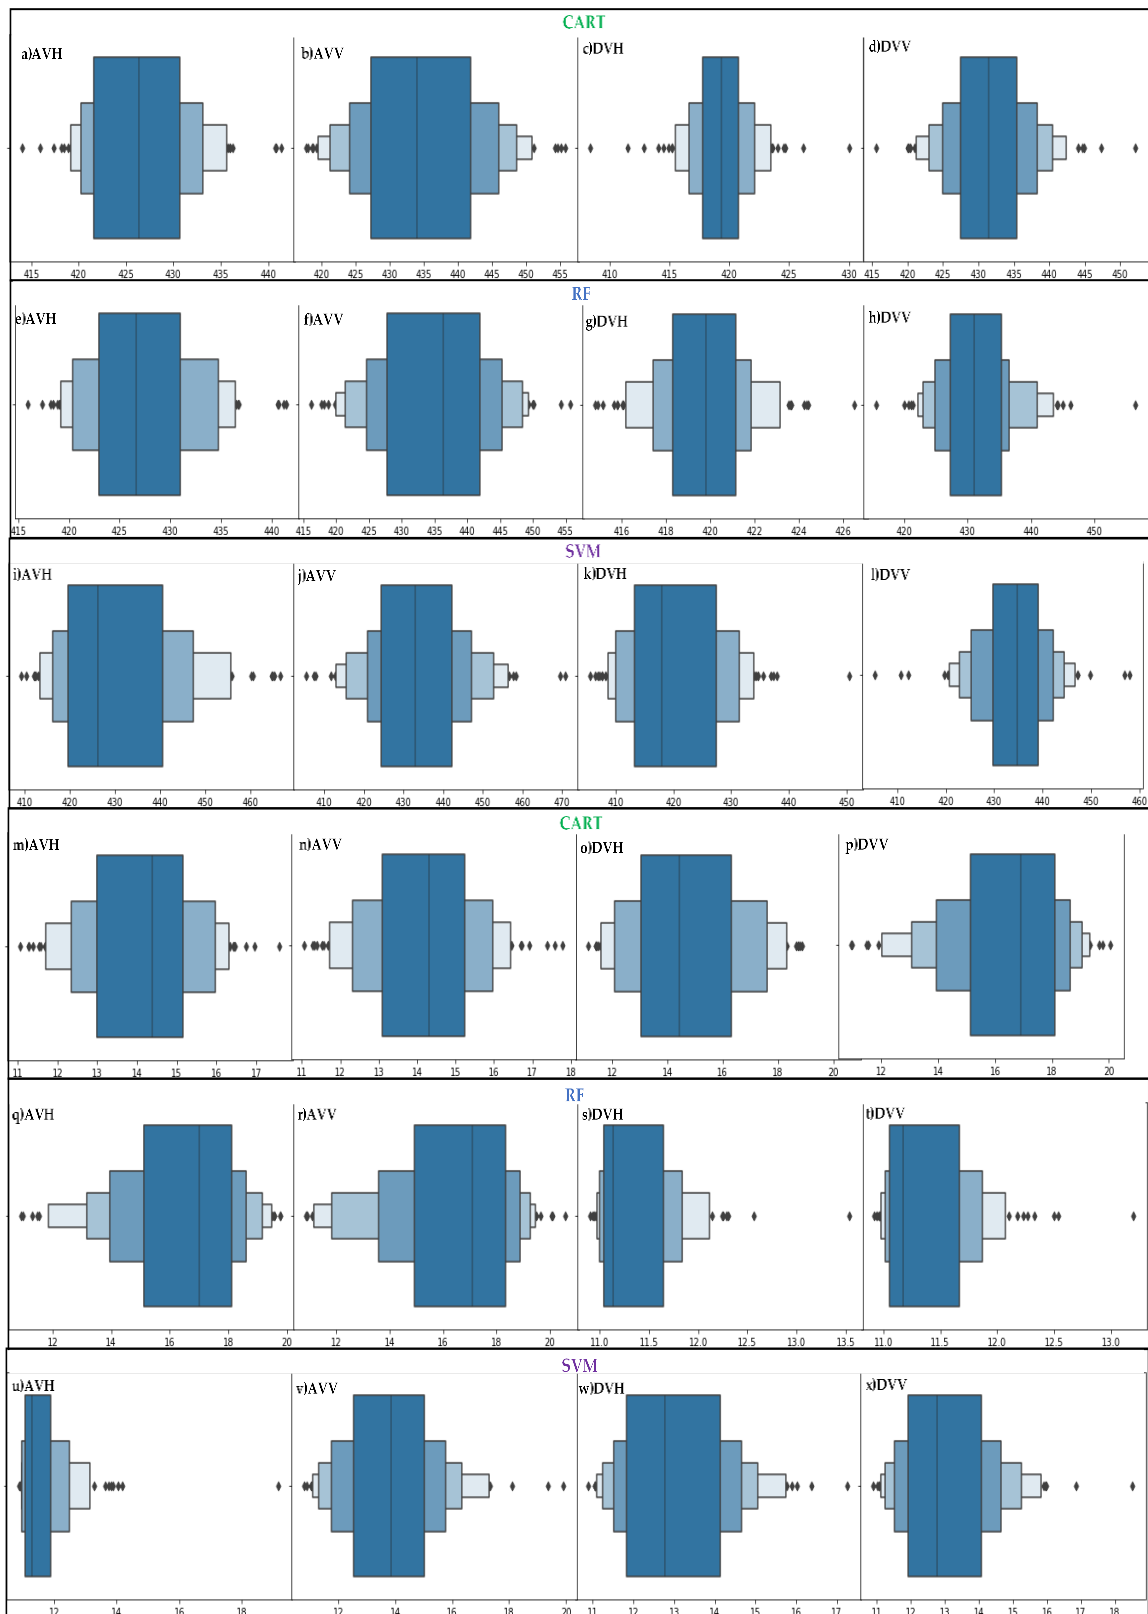 CART
a)AVH b)AVV c)DVH d)DVV
415 420 425 430 435 440 420 425 430 435 440 445 450 455 410 415 420 425 430 415 420 425 430 435 440 445 450
RF
e)AVH f)AVV g)DVH h)DVV
415 420 425 430 435 440 415 420 425 430 435 440 445 450 455 416 418 420 422 424 426 420 430 440 450
SVM
i)AVH j)AVV k)DVH l)DVV
410 420 430 440 450 460 410 420 430 440 450 460 470 410 420 430 440 450 410 420 430 440 450 460
CART
m)AVH n)AVV o)DVH p)DVV
11 12 13 14 15 16 17 11 12 13 14 15 16 17 18 12 14 16 18 20 12 14 16 18 20
RF
q)AVH r)AVV s)DVH t)DVV
12 14 16 18 20 12 14 16 18 20 11.0 11.5 12.0 12.5 13.0 13.5 11.0 11.5 12.0 12.5 13.0
SVM
u)AVH v)AVV w)DVH x)DVV
12 14 16 18 12 14 16 18 20 11 12 13 14 15 16 17 11 12 13 14 15 16 17 18